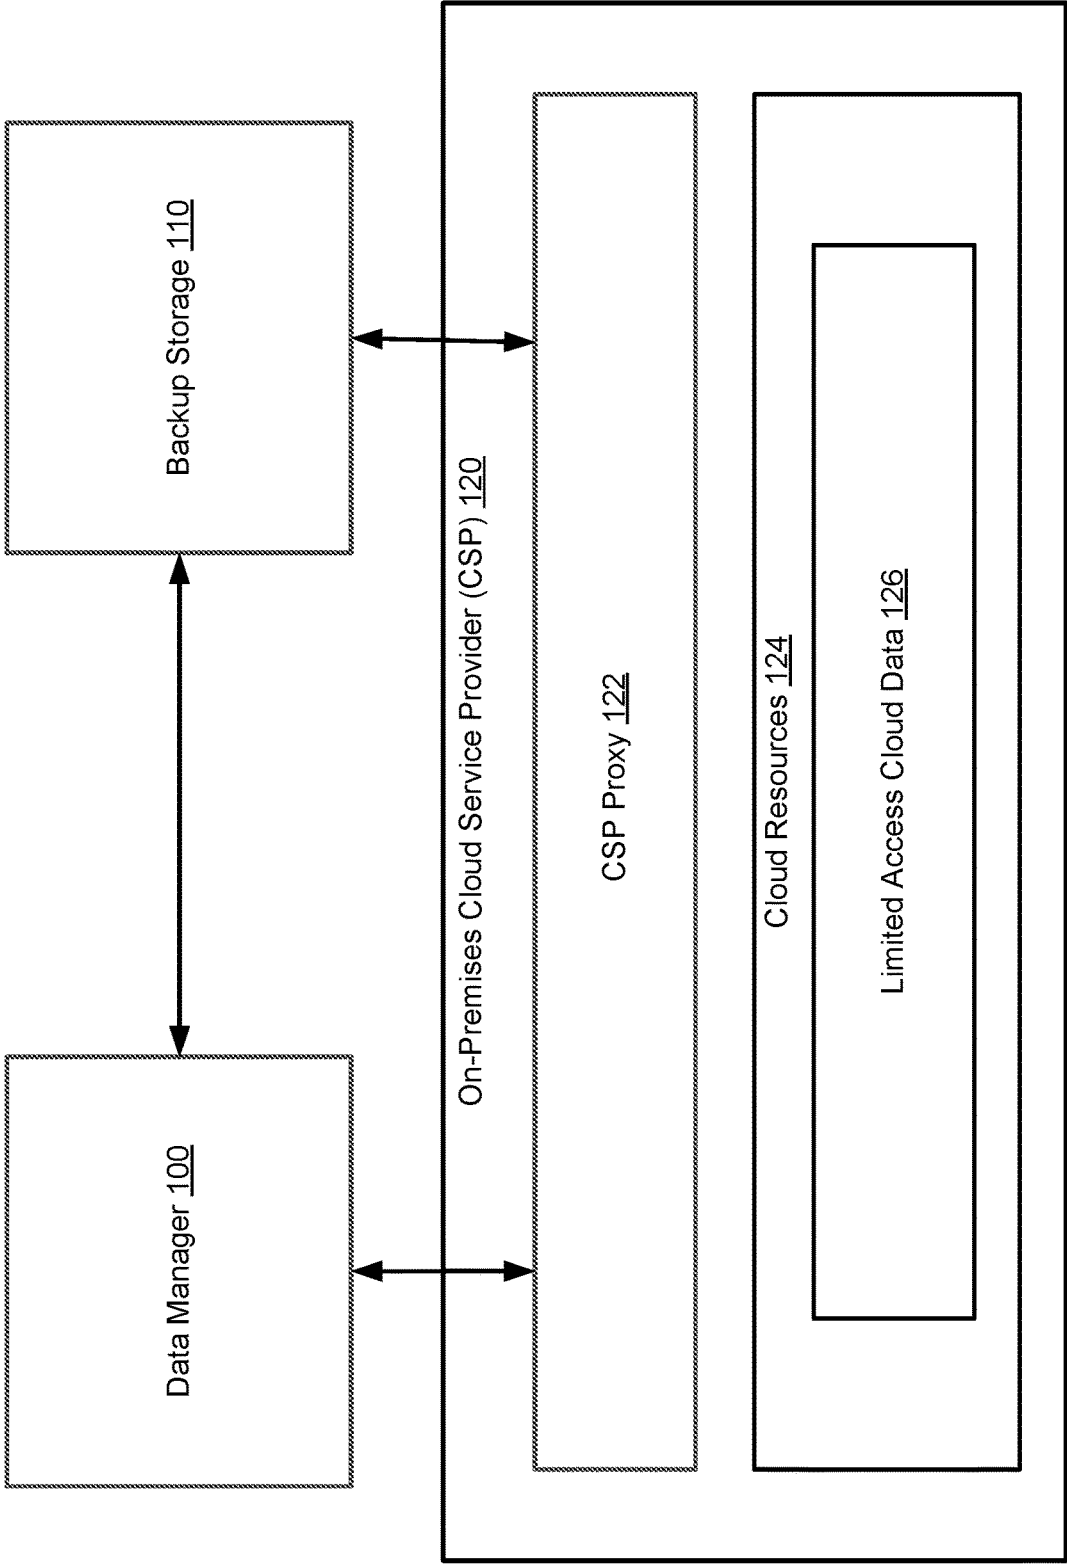 Data Manager 100
Backup Storage 110
On-Premises Cloud Service Provider (CSP) 120
CSP Proxy 122
Cloud Resources 124
Limited Access Cloud Data 126